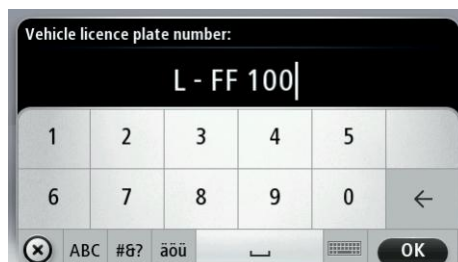 Vehicle licence plate number:
L - FF 100
1 2 3 4 5
6 7 8 9 0 ←
ABC #&? äöü OK